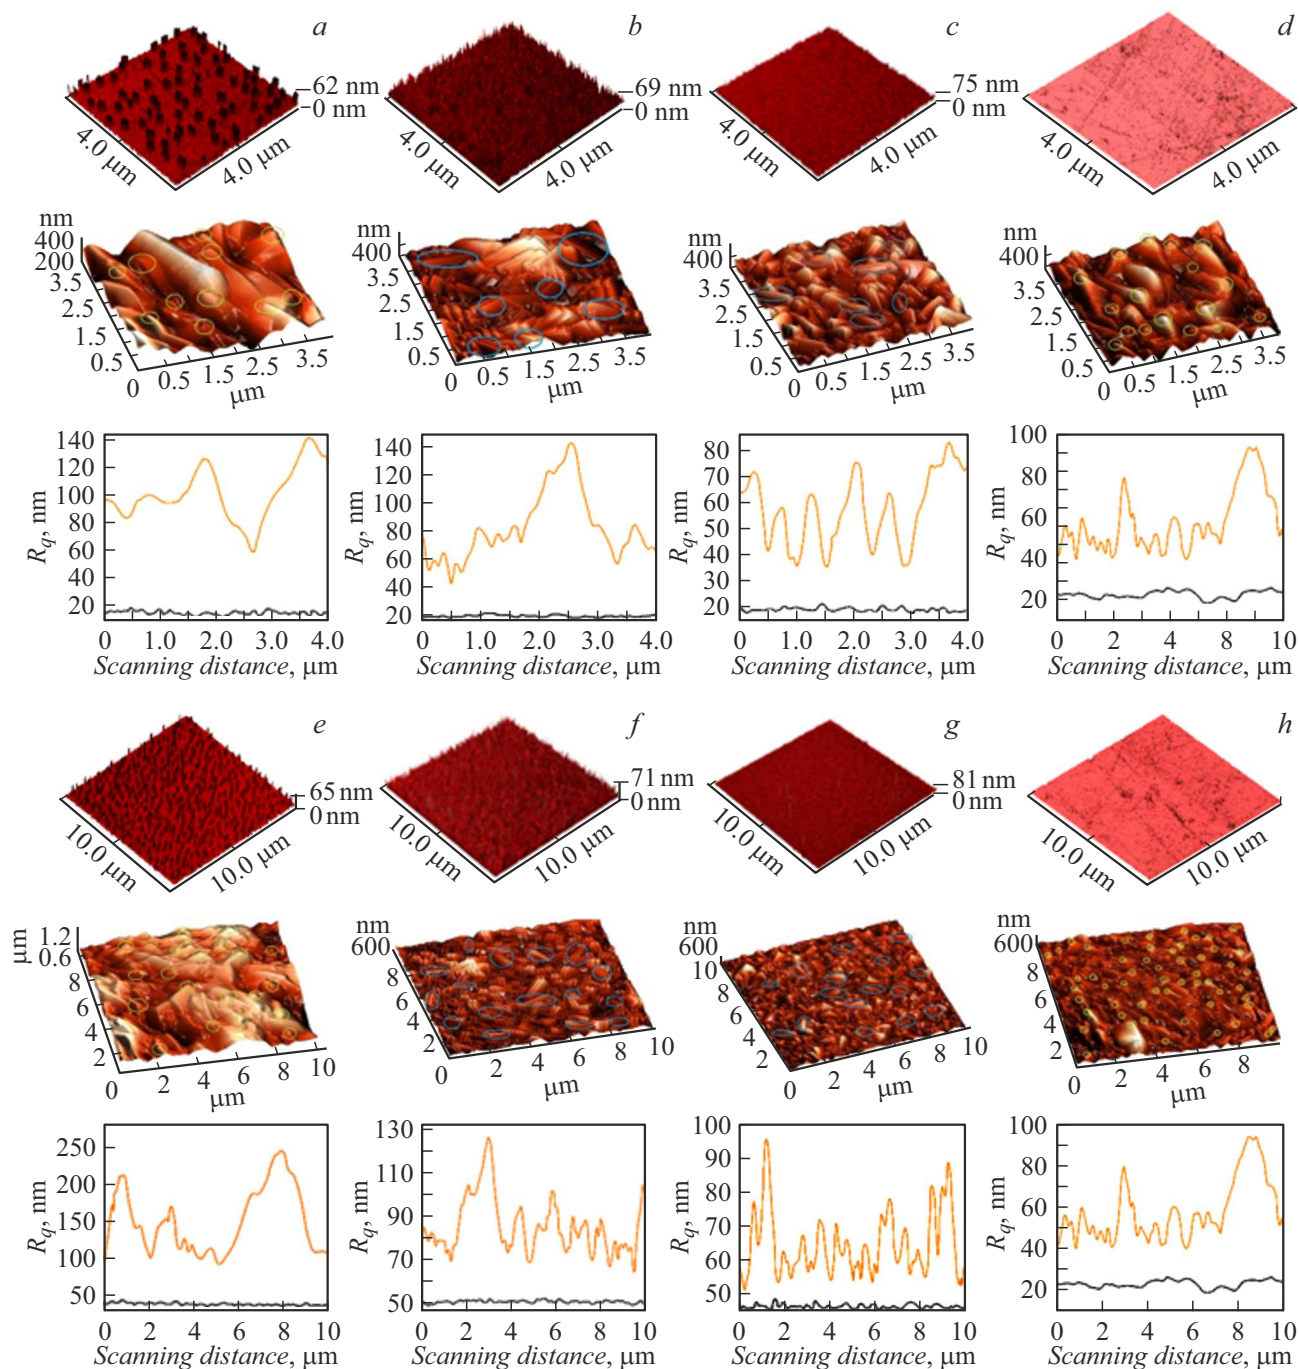 a
62 nm
0 nm
4.0 μm
4.0 μm
b
69 nm
0 nm
4.0 μm
4.0 μm
c
75 nm
0 nm
4.0 μm
4.0 μm
d
4.0 μm
4.0 μm
nm
400
200
3.5
2.5
1.5
0.5
0
0.5
1.5
2.5
3.5
μm
nm
400
3.5
2.5
1.5
0.5
0
0.5
1.5
2.5
3.5
μm
nm
400
3.5
2.5
1.5
0.5
0
0.5
1.5
2.5
3.5
μm
nm
400
3.5
2.5
1.5
0.5
0
0.5
1.5
2.5
3.5
μm
Rq, nm
140
120
100
80
60
40
20
0
1.0
2.0
3.0
4.0
Scanning distance, μm
Rq, nm
140
120
100
80
60
40
20
0
1.0
2.0
3.0
4.0
Scanning distance, μm
Rq, nm
80
70
60
50
40
35
20
0
1.0
2.0
3.0
4.0
Scanning distance, μm
Rq, nm
100
80
60
40
20
0
2
4
6
8
10
Scanning distance, μm
e
65 nm
0 nm
10.0 μm
10.0 μm
f
71 nm
0 nm
10.0 μm
10.0 μm
g
81 nm
0 nm
10.0 μm
10.0 μm
h
10.0 μm
10.0 μm
μm
1.2
0.6
8
6
4
2
0
2
4
6
8
10
μm
nm
600
8
6
4
2
0
2
4
6
8
10
μm
nm
600
10
8
6
4
2
0
2
4
6
8
10
μm
nm
600
8
6
4
2
0
2
4
6
8
μm
Rq, nm
250
200
150
100
50
0
2
4
6
8
10
Scanning distance, μm
Rq, nm
130
110
90
70
50
0
2
4
6
8
10
Scanning distance, μm
Rq, nm
100
90
80
70
60
50
0
2
4
6
8
10
Scanning distance, μm
Rq, nm
100
80
60
40
20
0
2
4
6
8
10
Scanning distance, μm